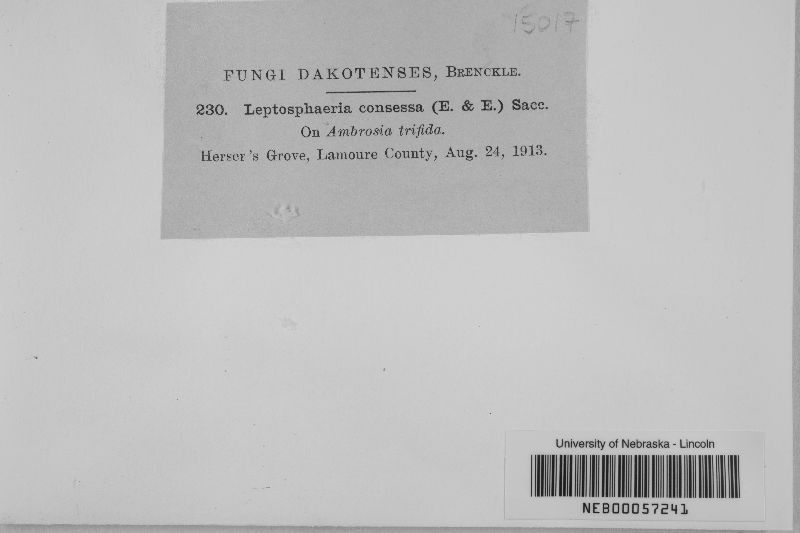 15017
FUNGI DAKOTENSES, BRENCKLE.
230. Leptosphaeria consessa (E. & E.) Sacc.
On Ambrosia trifida.
Herser's Grove, Lamoure County, Aug. 24, 1913.
University of Nebraska - Lincoln
NEB00057241